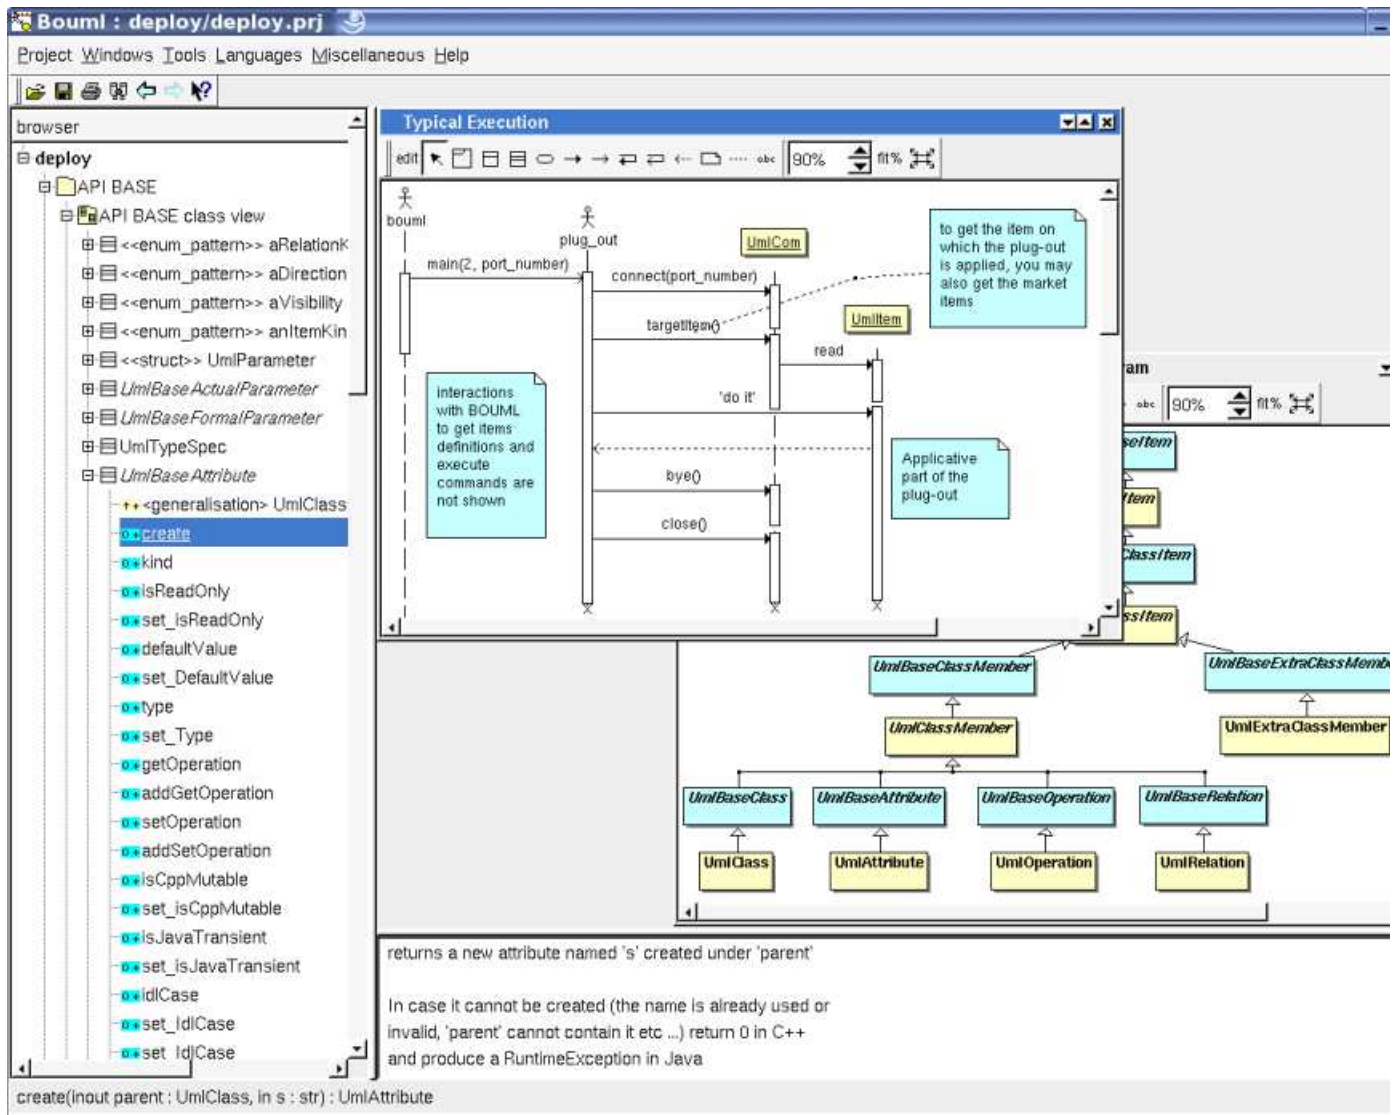 Bouml : deploy/deploy.prj
Project Windows Tools Languages Miscellaneous Help
browser
deploy
API BASE
API BASE class view
<<enum_pattern>> aRelationK
<<enum_pattern>> aDirection
<<enum_pattern>> aVisibility
<<enum_pattern>> anItemKin
<<struct>> UmlParameter
UmlBaseActualParameter
UmlBaseFormalParameter
UmlTypeSpec
UmlBaseAttribute
<generalisation> UmlClass
create
kind
isReadOnly
set_isReadOnly
defaultValue
set_DefaultValue
type
set_Type
getOperation
addGetOperation
setOperation
addSetOperation
isCppMutable
set_isCppMutable
isJavaTransient
set_isJavaTransient
idlCase
set_IdlCase
set_IdlCase
Typical Execution
edit
abc
90%
fit%
bouml
plug_out
UmlCom
UmlItem
main(2, port_number)
connect(port_number)
targetItem()
read
'do it'
bye()
close()
to get the item on
which the plug-out
is applied, you may
also get the market
items
interactions
with BOUML
to get items
definitions and
execute
commands are
not shown
Applicative
part of the
plug-out
am
abc
90%
fit%
seItem
Item
ClassItem
ssItem
UmlBaseClassMember
UmlBaseExtraClassMemb
UmlClassMember
UmlExtraClassMember
UmlBaseClass
UmlBaseAttribute
UmlBaseOperation
UmlBaseRelation
UmlClass
UmlAttribute
UmlOperation
UmlRelation
returns a new attribute named 's' created under 'parent'
In case it cannot be created (the name is already used or
invalid, 'parent' cannot contain it etc ...) return 0 in C++
and produce a RuntimeException in Java
create(inout parent : UmlClass, in s : str) : UmlAttribute